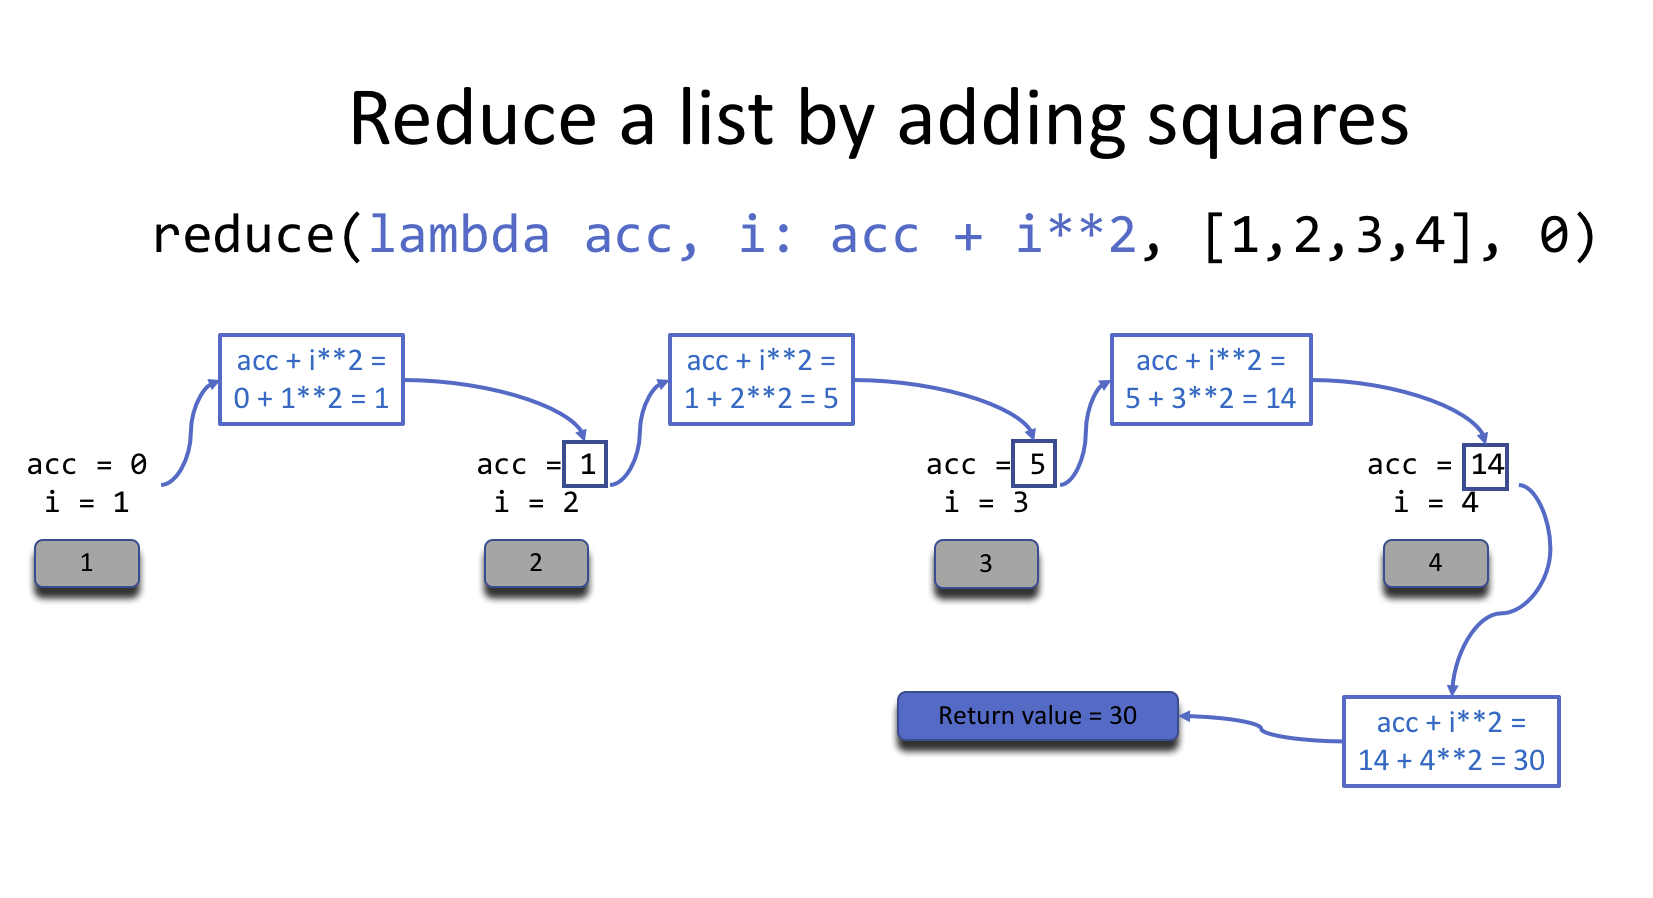 Reduce a list by adding squares
reduce(lambda acc, i: acc + i**2, [1,2,3,4], 0)
acc + i**2 =
0 + 1**2 = 1
acc + i**2 =
1 + 2**2 = 5
acc + i**2 =
5 + 3**2 = 14
acc = 0
i = 1
acc = 1
i = 2
acc = 5
i = 3
acc = 14
i = 4
1
2
3
4
Return value = 30
acc + i**2 =
14 + 4**2 = 30